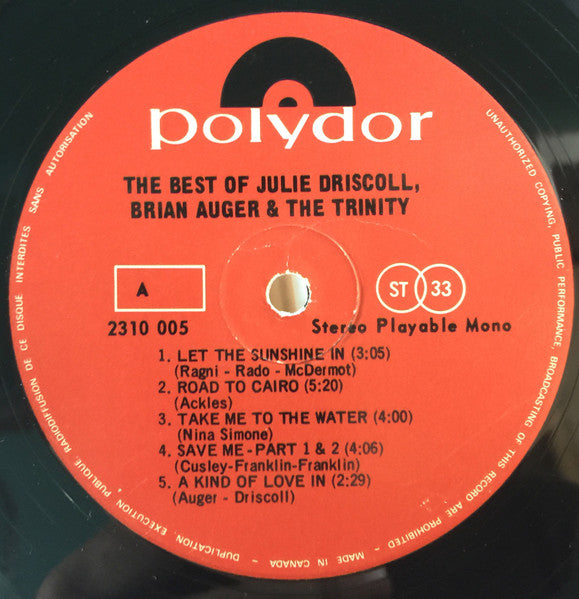 polydor
THE BEST OF JULIE DRISCOLL,
BRIAN AUGER & THE TRINITY
A
2310 005
ST 33
Stereo Playable Mono
1. LET THE SUNSHINE IN (3:05)
(Ragni - Rado - McDermot)
2. ROAD TO CAIRO (5:20)
(Ackles)
3. TAKE ME TO THE WATER (4:00)
(Nina Simone)
4. SAVE ME - PART 1 & 2 (4:06)
(Cusley-Franklin-Franklin)
5. A KIND OF LOVE IN (2:29)
(Auger - Driscoll)
UNAUTHORIZED COPYING, PUBLIC PERFORMANCE, BROADCASTING OF THIS RECORD ARE PROHIBITED - MADE IN CANADA - DUPLICATION - EXECUTION PUBLIQUE RADIODIFFUSION DE CE DISQUE INTERDITES SANS AUTORISATION